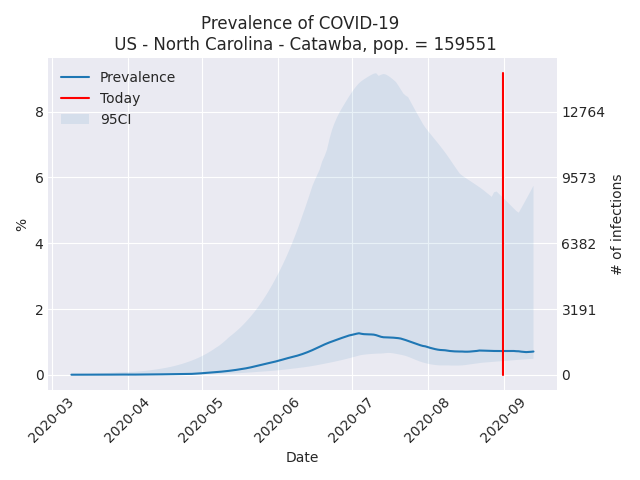 Prevalence of COVID-19
US - North Carolina - Catawba, pop. = 159551
Prevalence
Today
95CI
8
6
4
2
0
%
12764
9573
6382
3191
0
# of infections
2020-03
2020-04
2020-05
2020-06
2020-07
2020-08
2020-09
Date